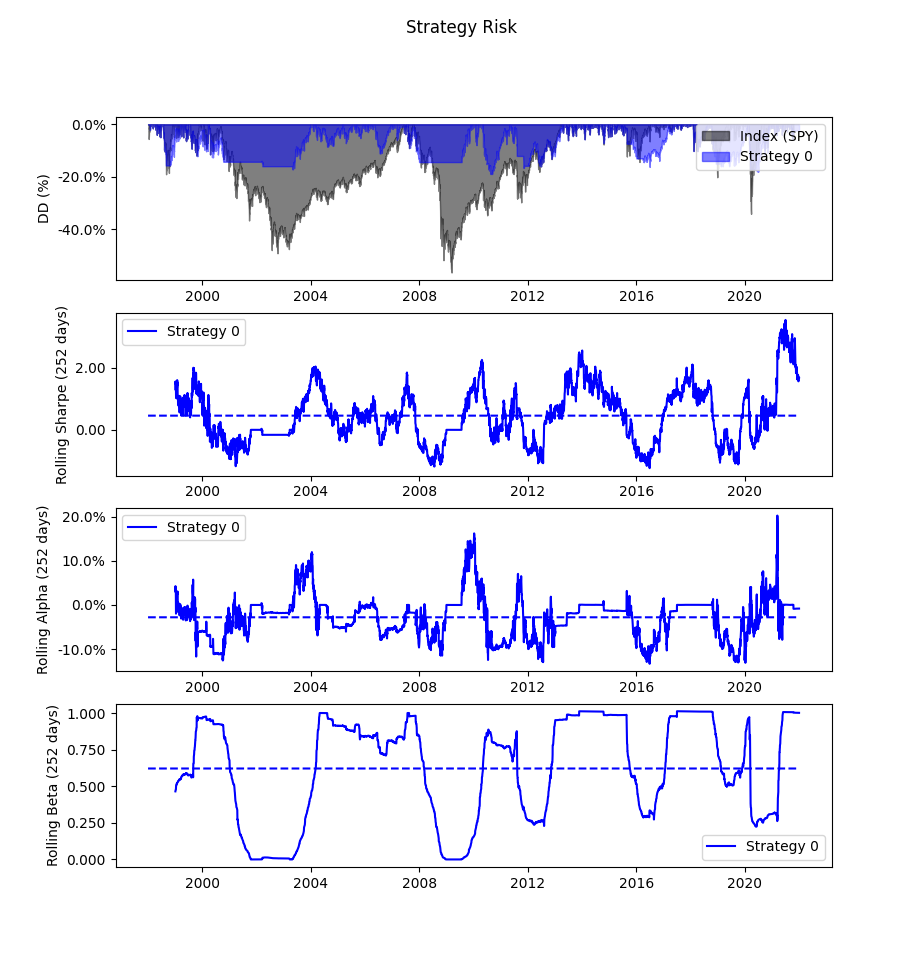 Strategy Risk
DD (%)
0.0%
-20.0%
-40.0%
Index (SPY)
Strategy 0
2000 2004 2008 2012 2016 2020
Rolling Sharpe (252 days)
2.00
0.00
Strategy 0
2000 2004 2008 2012 2016 2020
Rolling Alpha (252 days)
20.0%
10.0%
0.0%
-10.0%
Strategy 0
2000 2004 2008 2012 2016 2020
Rolling Beta (252 days)
1.000
0.750
0.500
0.250
0.000
Strategy 0
2000 2004 2008 2012 2016 2020